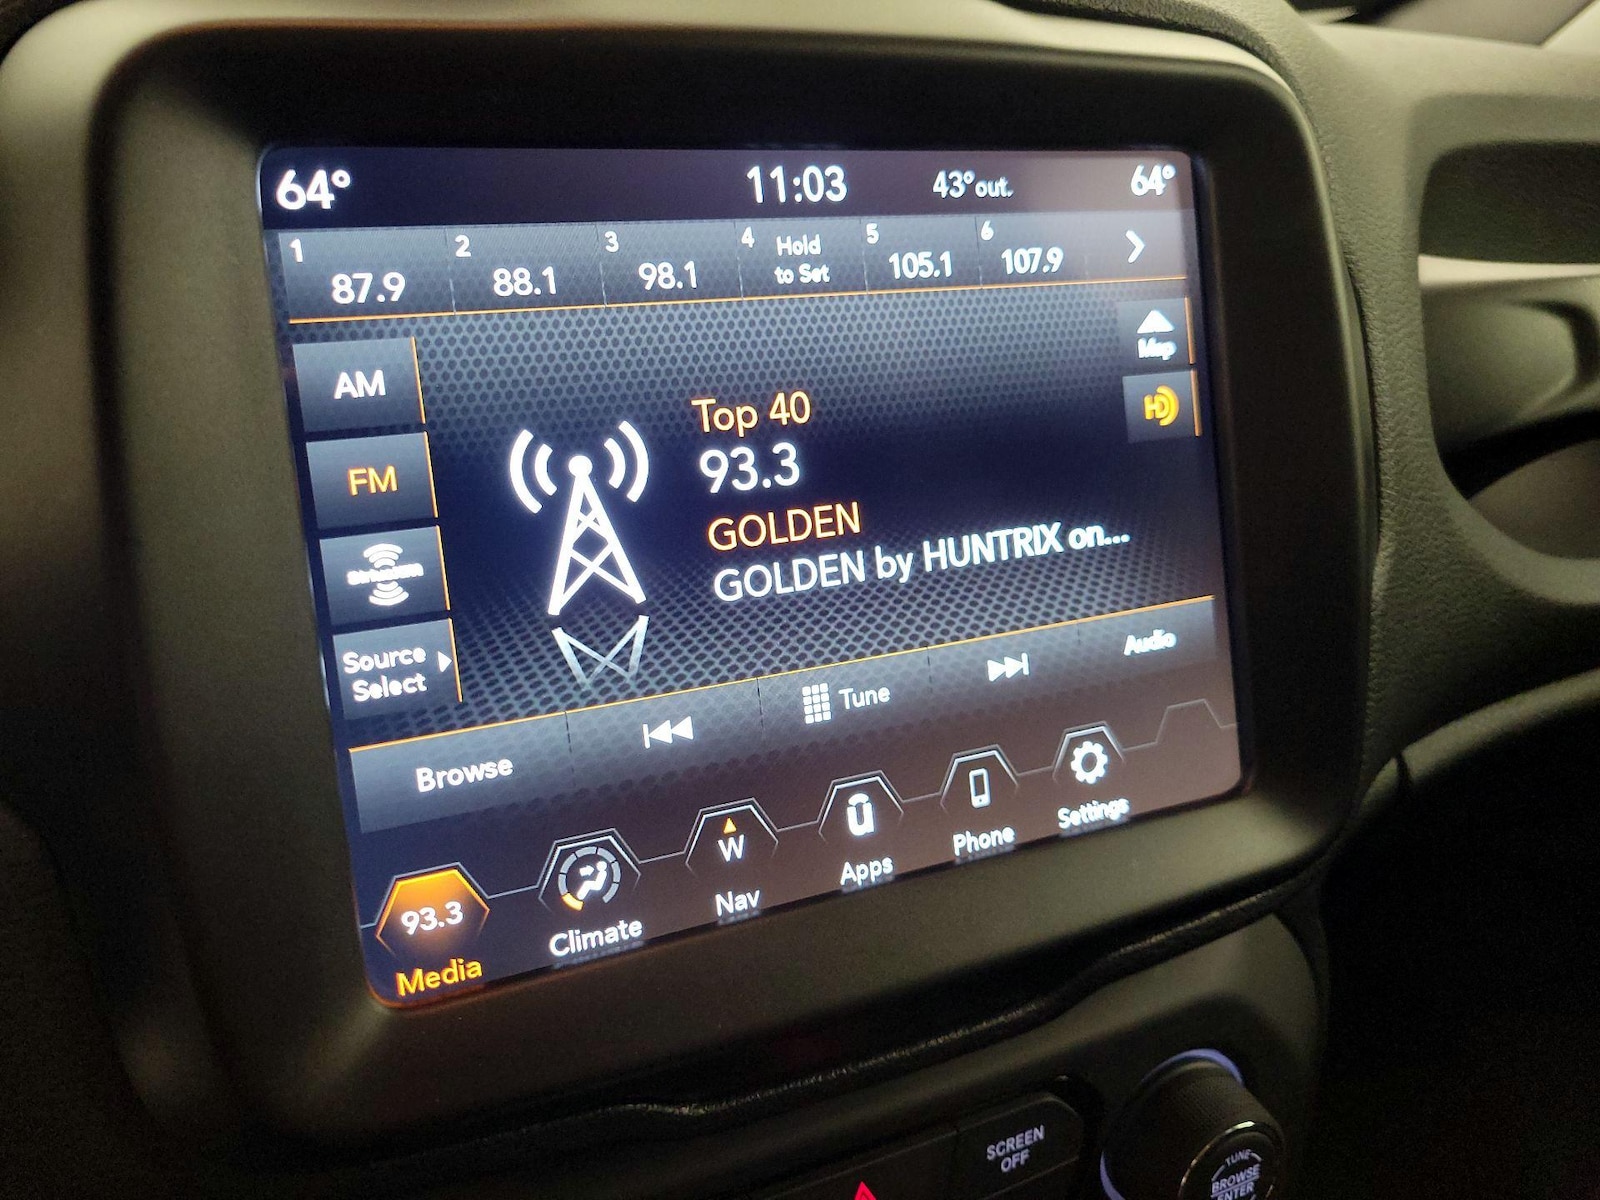 64° 11:03 43° out. 64°
1 87.9 2 88.1 3 98.1 4 Hold to Set 5 105.1 6 107.9
Map
AM
HD
Top 40
93.3
FM
GOLDEN
GOLDEN by HUNTRIX on...
SiriusXM
Source
Select
Browse Tune Audio
93.3 W u
Media Climate Nav Apps Phone Settings
SCREEN
OFF
TUNE
BROWSE
ENTER